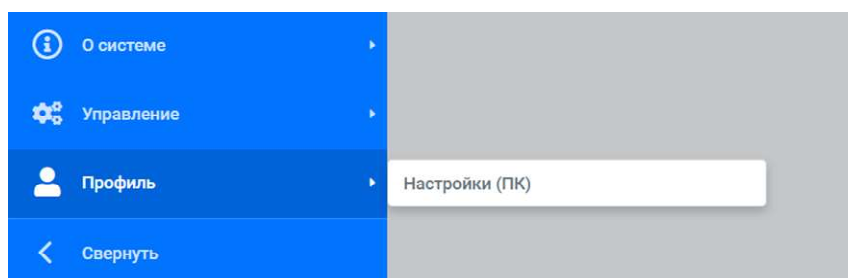 О системе
Управление
Профиль
Настройки (ПК)
Свернуть